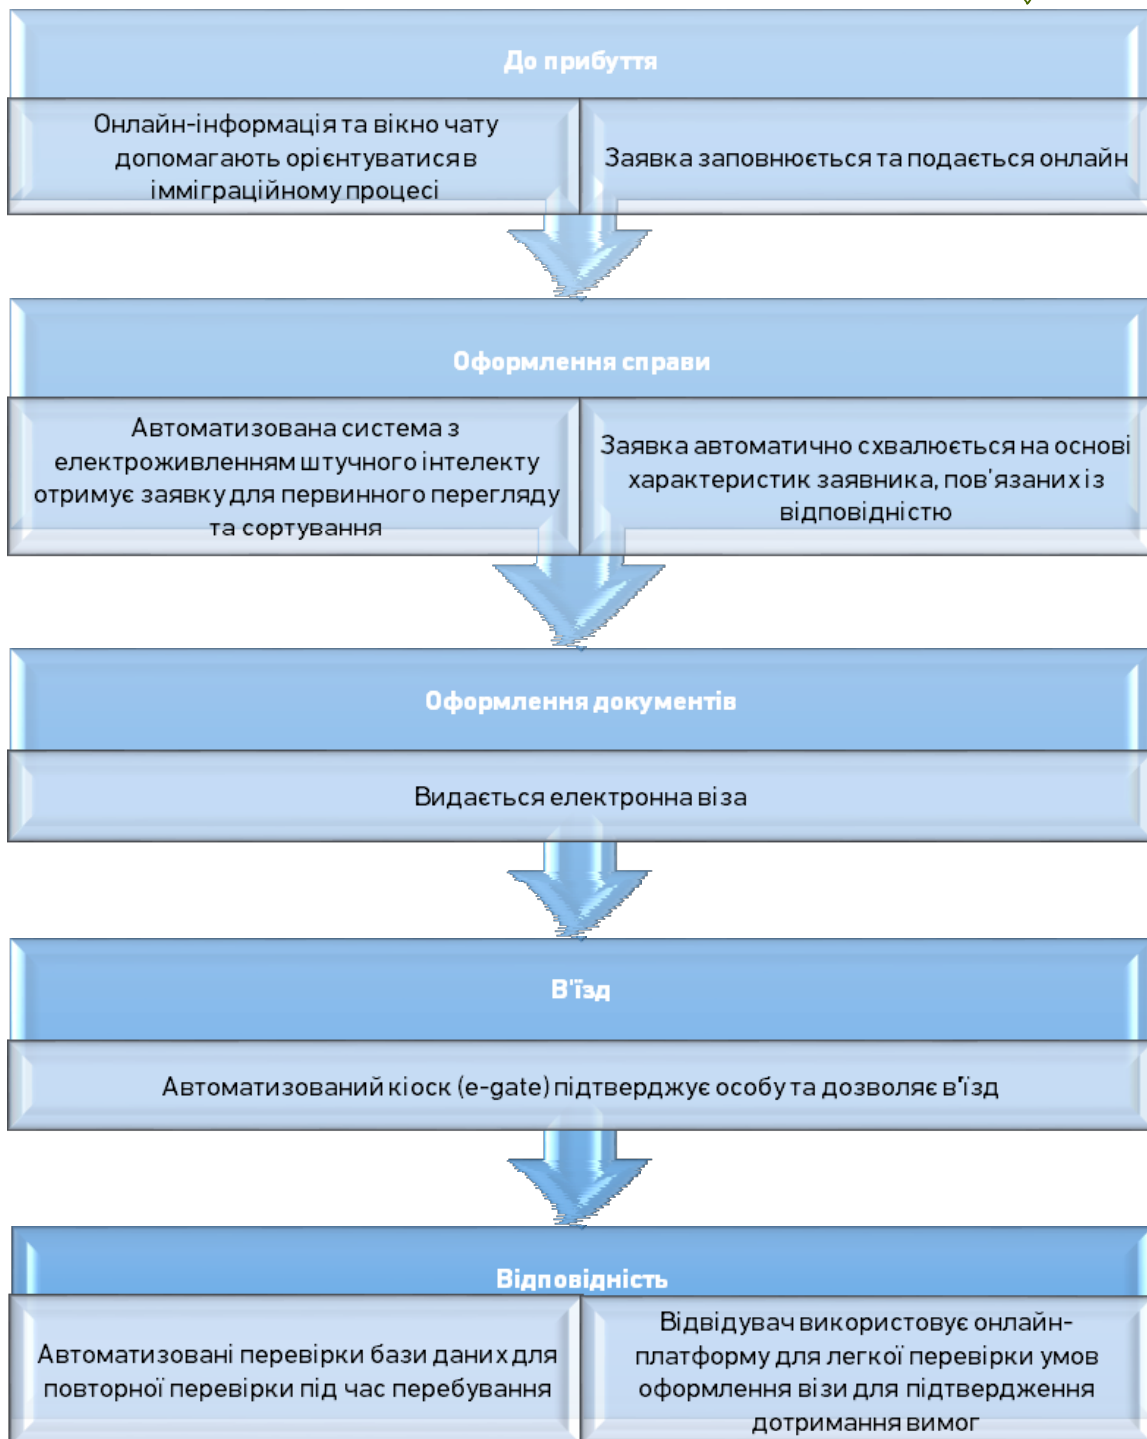 До прибуття
Онлайн-інформація та вікно чату
допомагають орієнтуватися в
імміграційному процесі
Заявка заповнюється та подається онлайн
Оформлення справи
Автоматизована система з
електроживленням штучного інтелекту
отримує заявку для первинного перегляду
та сортування
Заявка автоматично схвалюється на основі
характеристик заявника, пов’язаних із
відповідністю
Оформлення документів
Видається електронна віза
В'їзд
Автоматизований кіоск (e-gate) підтверджує особу та дозволяє в'їзд
Відповідність
Автоматизовані перевірки бази даних для
повторної перевірки під час перебування
Відвідувач використовує онлайн-
платформу для легкої перевірки умов
оформлення візи для підтвердження
дотримання вимог